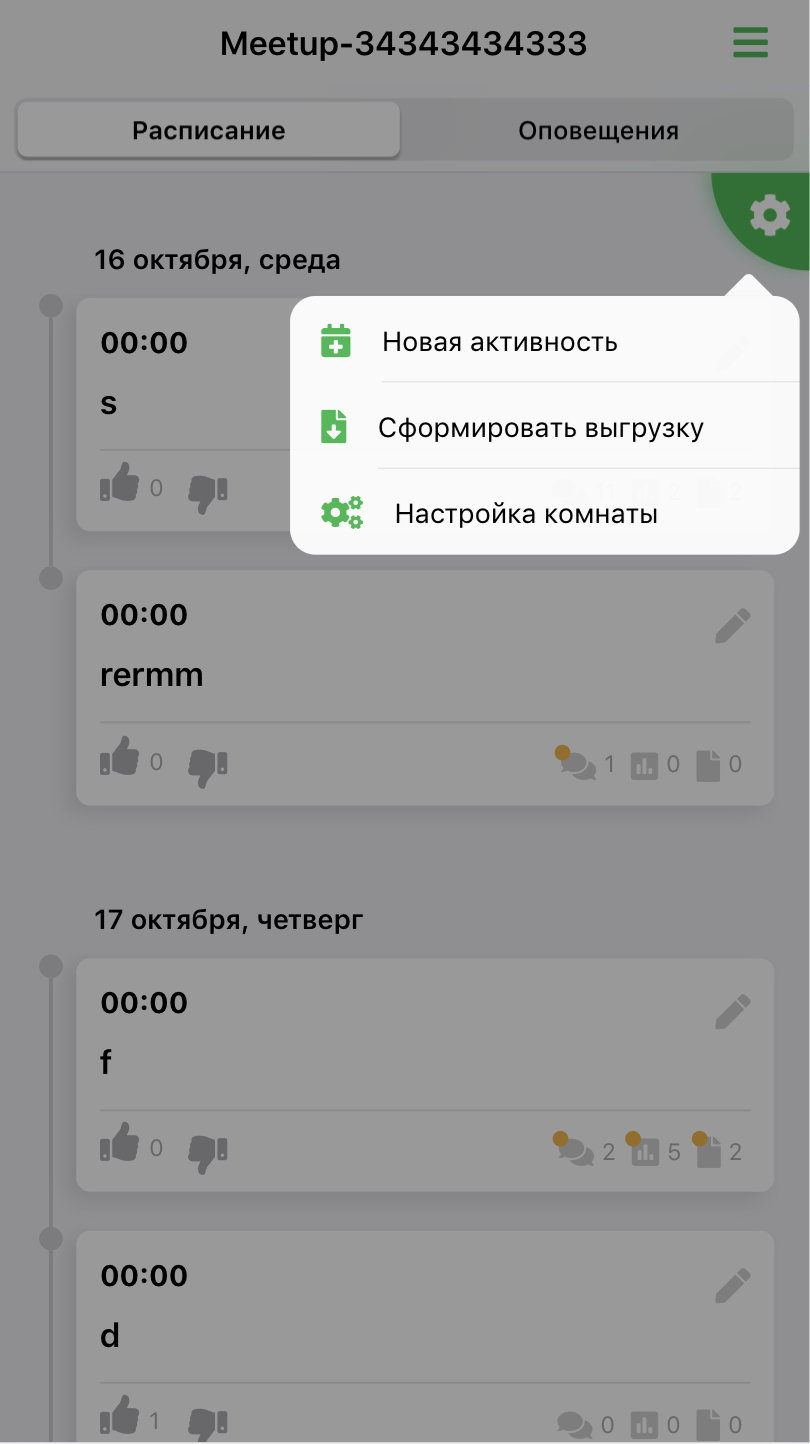 Meetup-34343434333
Расписание
Оповещения
16 октября, среда
00:00
s
0
Новая активность
Сформировать выгрузку
Настройка комнаты
11 2 2
00:00
rermm
0
1 0 0
17 октября, четверг
00:00
f
0
2 5 2
00:00
d
1
0 0 0